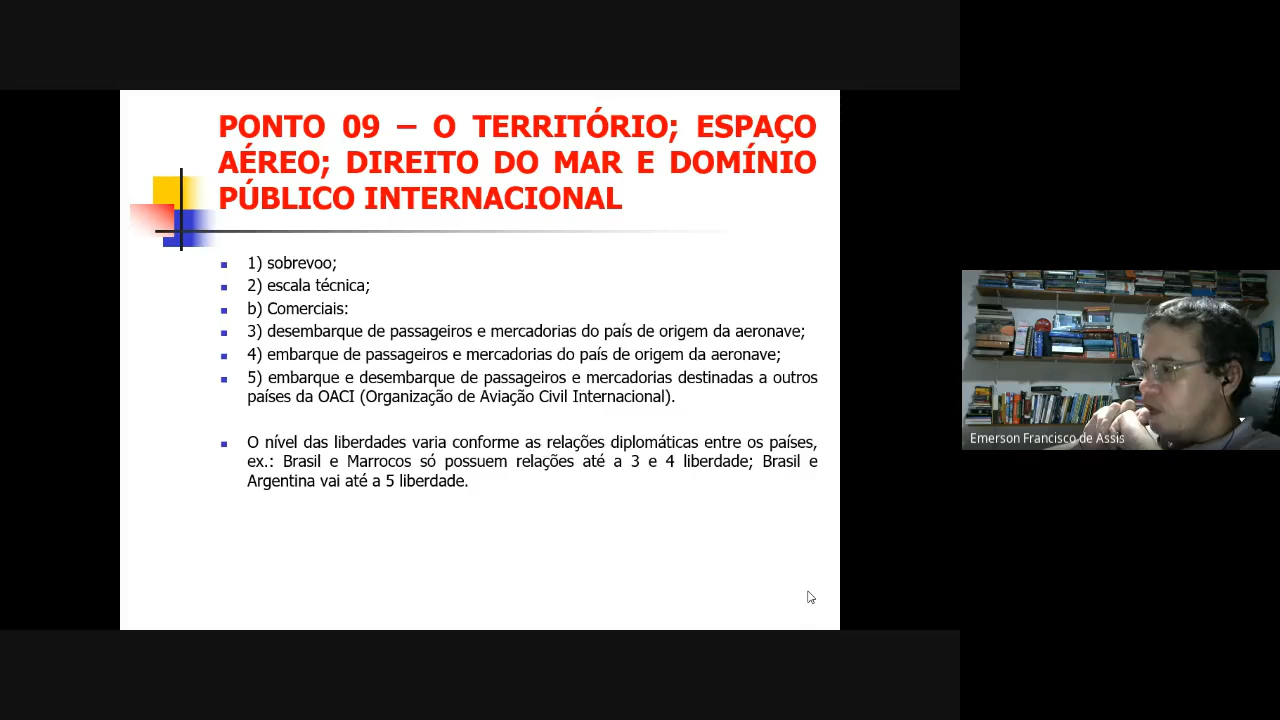 PONTO 09 – O TERRITÓRIO; ESPAÇO
AÉREO; DIREITO DO MAR E DOMÍNIO
PÚBLICO INTERNACIONAL
1) sobrevoo;
2) escala técnica;
b) Comerciais:
3) desembarque de passageiros e mercadorias do país de origem da aeronave;
4) embarque de passageiros e mercadorias do país de origem da aeronave;
5) embarque e desembarque de passageiros e mercadorias destinadas a outros
países da OACI (Organização de Aviação Civil Internacional).
O nível das liberdades varia conforme as relações diplomáticas entre os países,
ex.: Brasil e Marrocos só possuem relações até a 3 e 4 liberdade; Brasil e
Argentina vai até a 5 liberdade.
Emerson Francisco de Assis